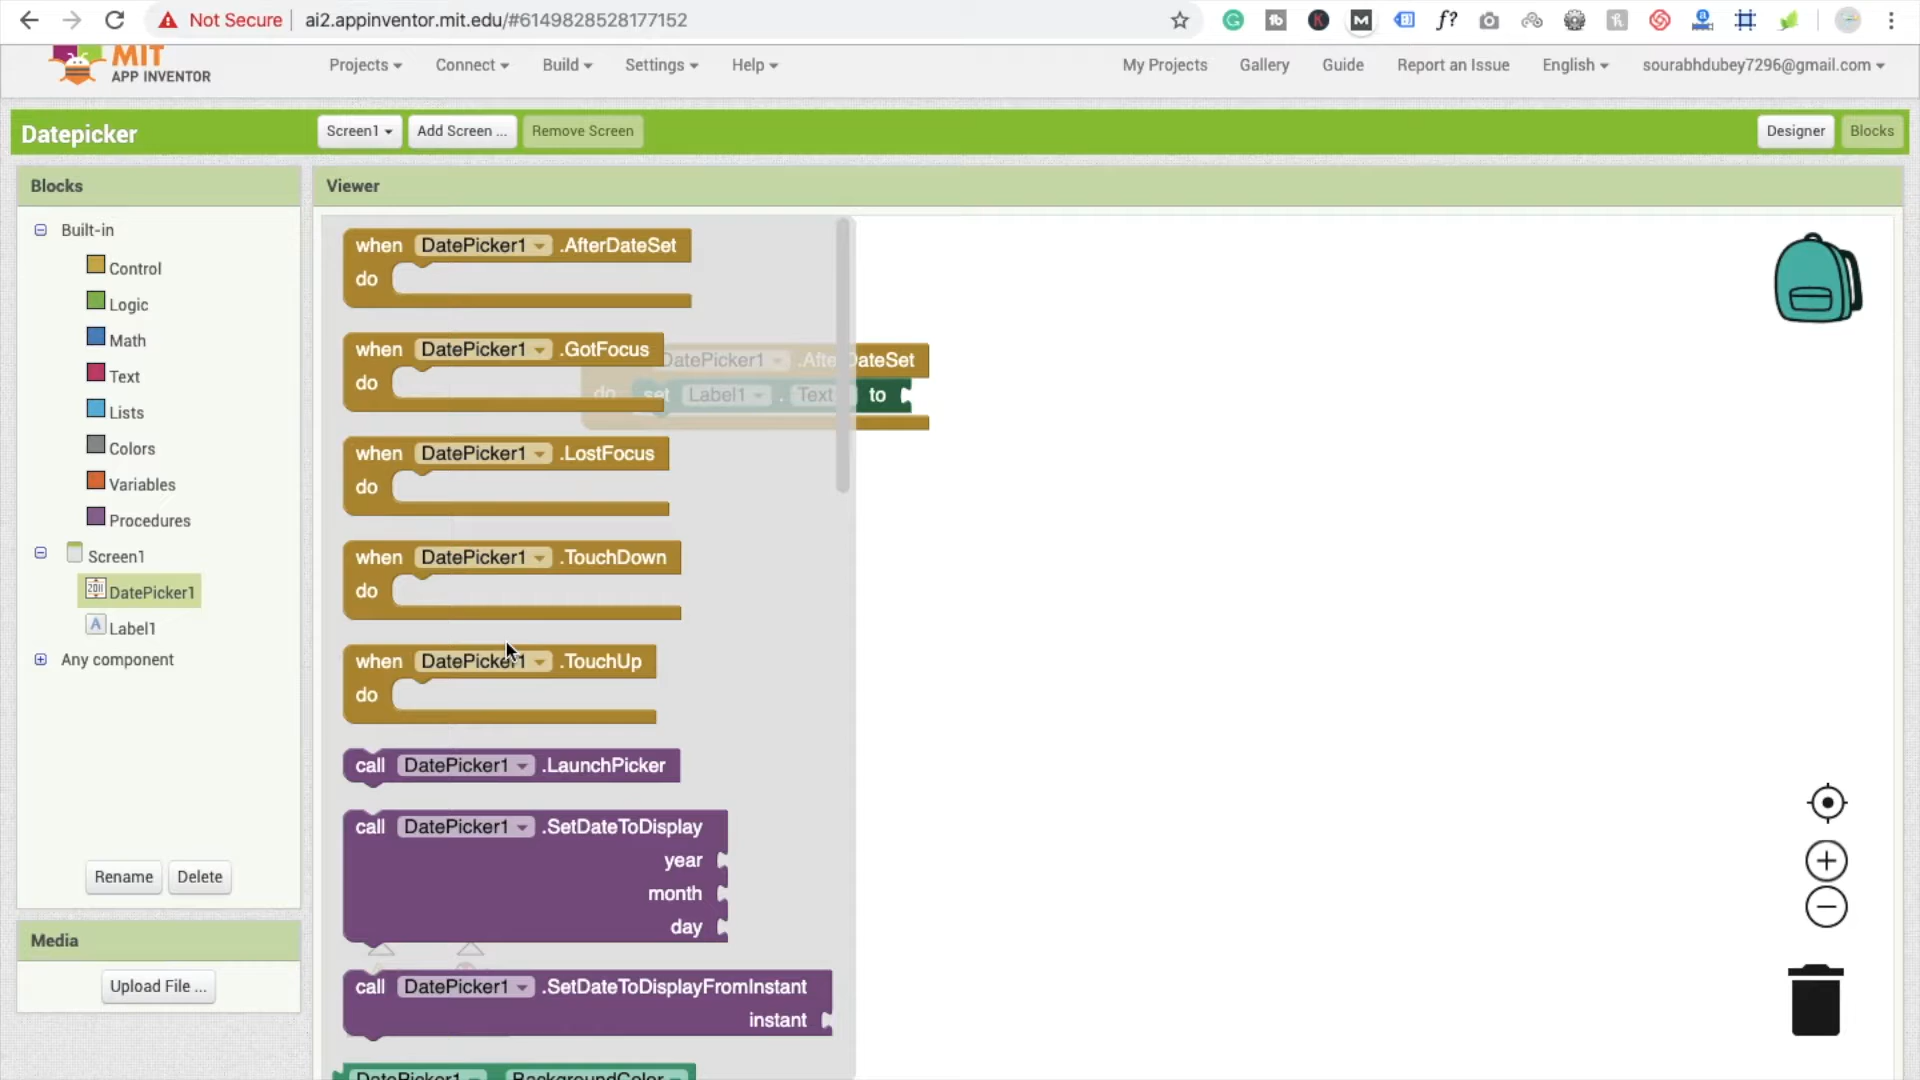 Not Secure ai2.appinventor.mit.edu/#6149828528177152
MIT
APP INVENTOR
Projects Connect Build Settings Help My Projects Gallery Guide Report an Issue English sourabhdubey7296@gmail.com
Datepicker Screen1 Add Screen ... Remove Screen Designer Blocks
Blocks
Built-in
Control
Logic
Math
Text
Lists
Colors
Variables
Procedures
Screen1
DatePicker1
Label1
Any component
Rename Delete
Media
Upload File ...
Viewer
when DatePicker1 .AfterDateSet
do
when DatePicker1 .GotFocus
do
DatePicker1 .AfterDateSet
do set Label1 . Text to
when DatePicker1 .LostFocus
do
when DatePicker1 .TouchDown
do
when DatePicker1 .TouchUp
do
call DatePicker1 .LaunchPicker
call DatePicker1 .SetDateToDisplay
year
month
day
call DatePicker1 .SetDateToDisplayFromInstant
instant
DatePicker1 . BackgroundColor